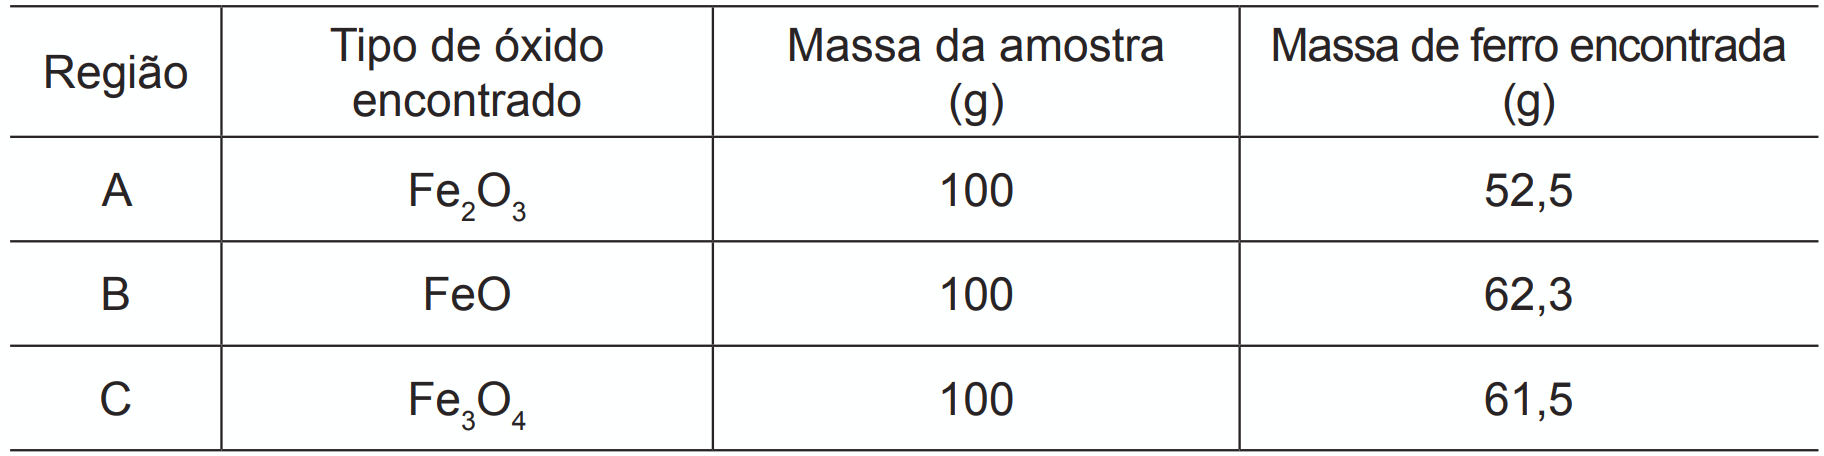 Região
Tipo de óxido
encontrado
Massa da amostra
(g)
Massa de ferro encontrada
(g)
A
Fe₂O₃
100
52,5
B
FeO
100
62,3
C
Fe₃O₄
100
61,5